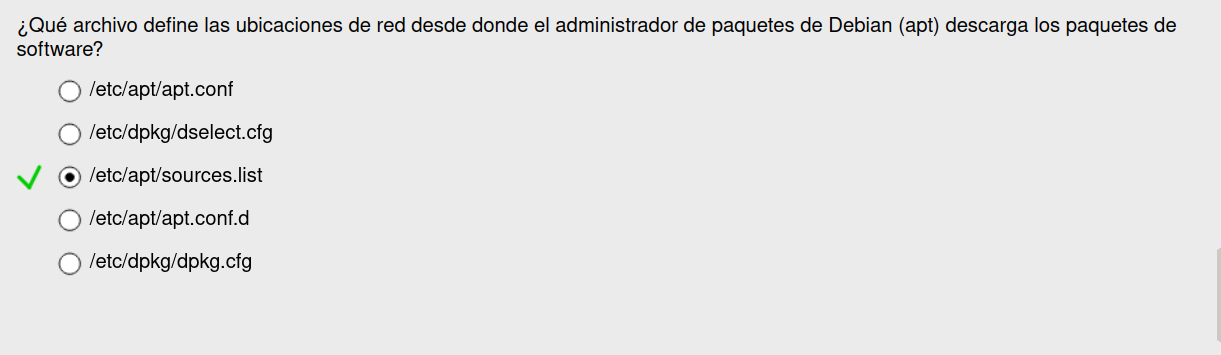 ¿Qué archivo define las ubicaciones de red desde donde el administrador de paquetes de Debian (apt) descarga los paquetes de
software?
/etc/apt/apt.conf
/etc/dpkg/dselect.cfg
/etc/apt/sources.list
/etc/apt/apt.conf.d
/etc/dpkg/dpkg.cfg